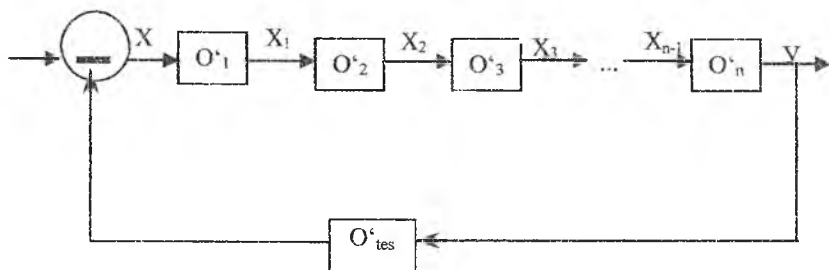 X O‘1 X1 O‘2 X2 O‘3 X3 ... Xn-1 O‘n V
O‘tes